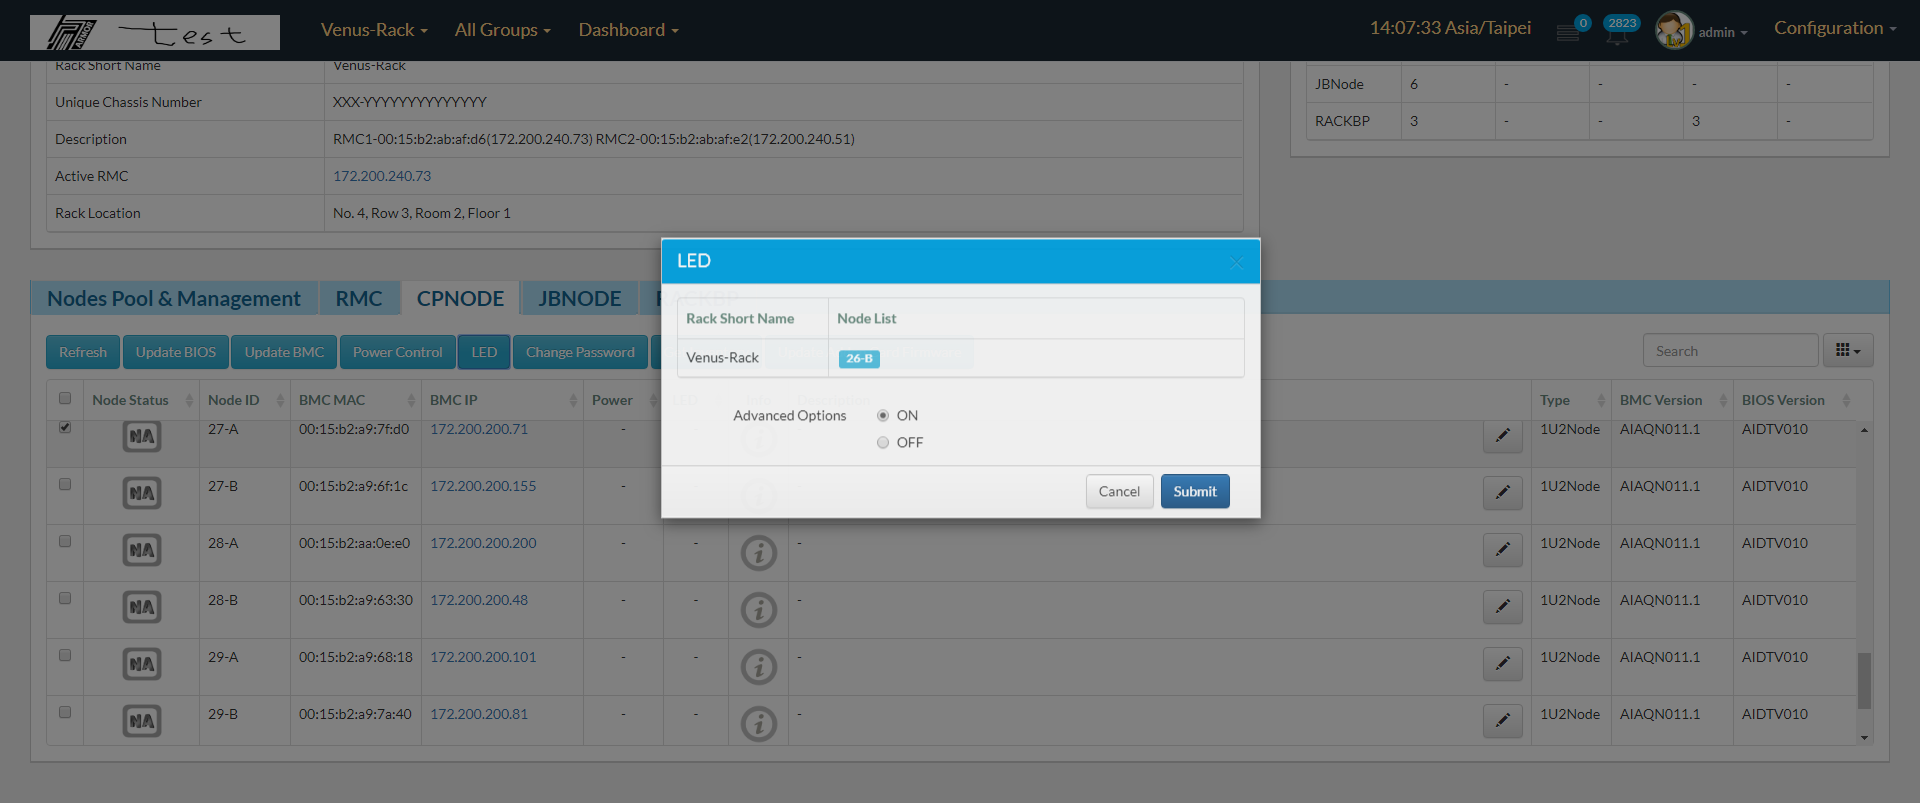 ARMOR test Venus-Rack All Groups Dashboard 14:07:33 Asia/Taipei 0 2823 admin Configuration
Rack Short Name Venus-Rack
Unique Chassis Number XXX-YYYYYYYYYYYYYY
Description RMC1-00:15:b2:ab:af:d6(172.200.240.73) RMC2-00:15:b2:ab:af:e2(172.200.240.51)
Active RMC 172.200.240.73
Rack Location No. 4, Row 3, Room 2, Floor 1
JBNode 6 - - - -
RACKBP 3 - - 3 -
Nodes Pool & Management RMC CPNODE JBNODE RACKBP
Refresh Update BIOS Update BMC Power Control LED Change Password
Search
Node Status Node ID BMC MAC BMC IP Power LED Info Description Type BMC Version BIOS Version
NA 27-A 00:15:b2:a9:7f:d0 172.200.200.71 - 1U2Node AIAQN011.1 AIDTV010
NA 27-B 00:15:b2:a9:6f:1c 172.200.200.155 - 1U2Node AIAQN011.1 AIDTV010
NA 28-A 00:15:b2:aa:0e:e0 172.200.200.200 - - i - 1U2Node AIAQN011.1 AIDTV010
NA 28-B 00:15:b2:a9:63:30 172.200.200.48 - - i - 1U2Node AIAQN011.1 AIDTV010
NA 29-A 00:15:b2:a9:68:18 172.200.200.101 - - i - 1U2Node AIAQN011.1 AIDTV010
NA 29-B 00:15:b2:a9:7a:40 172.200.200.81 - - i - 1U2Node AIAQN011.1 AIDTV010
LED ×
Rack Short Name Node List
Venus-Rack 26-B
Advanced Options ON
OFF
Cancel Submit